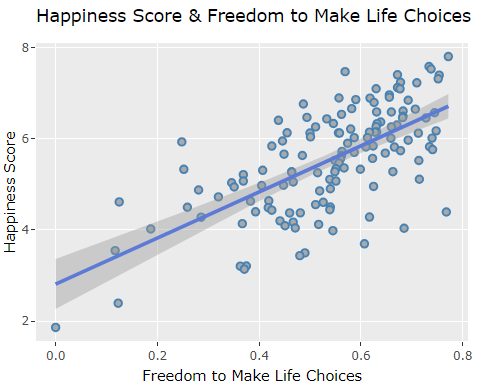 Happiness Score & Freedom to Make Life Choices
8
6
4
2
Happiness Score
0.0 0.2 0.4 0.6 0.8
Freedom to Make Life Choices